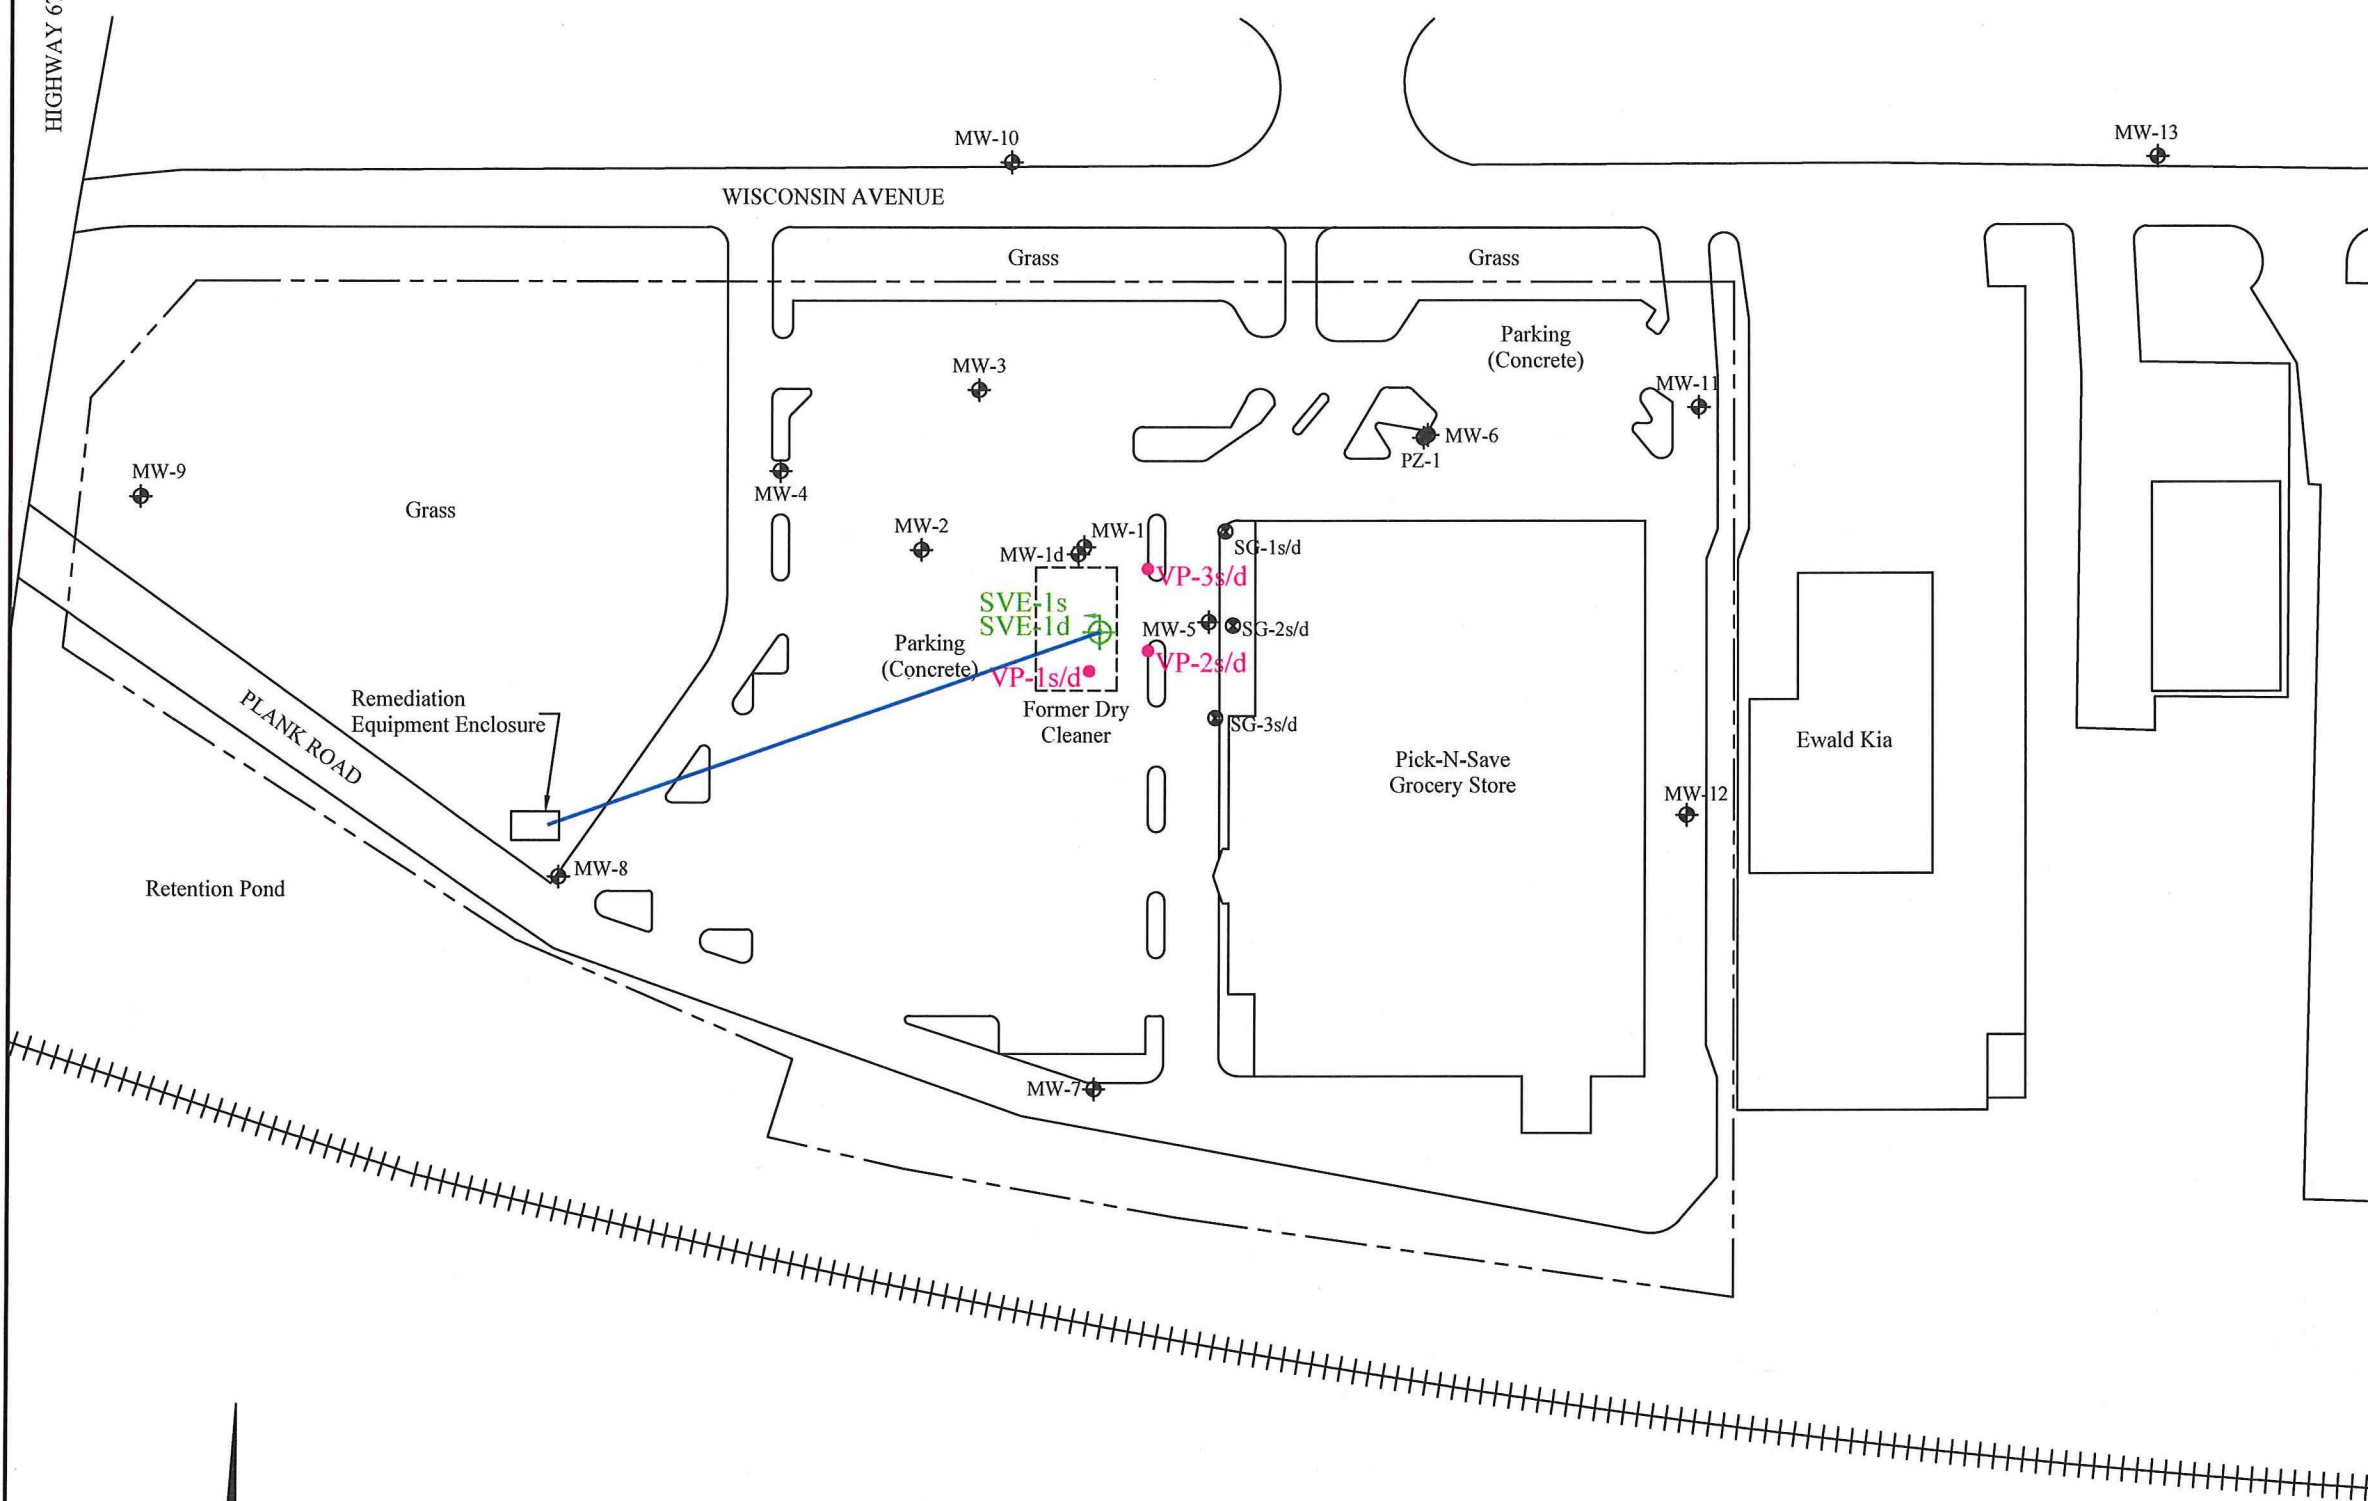 HIGHWAY 67
MW-10
MW-13
WISCONSIN AVENUE
Grass
Grass
Parking
(Concrete)
MW-3
MW-11
MW-6
PZ-1
MW-9
MW-4
Grass
MW-2
MW-1
MW-1d
SG-1s/d
VP-3s/d
SVE-1s
SVE-1d
MW-5
SG-2s/d
Parking
(Concrete)
VP-2s/d
VP-1s/d
Remediation
Equipment Enclosure
PLANK ROAD
Former Dry
Cleaner
SG-3s/d
Ewald Kia
Pick-N-Save
Grocery Store
MW-12
MW-8
Retention Pond
MW-7